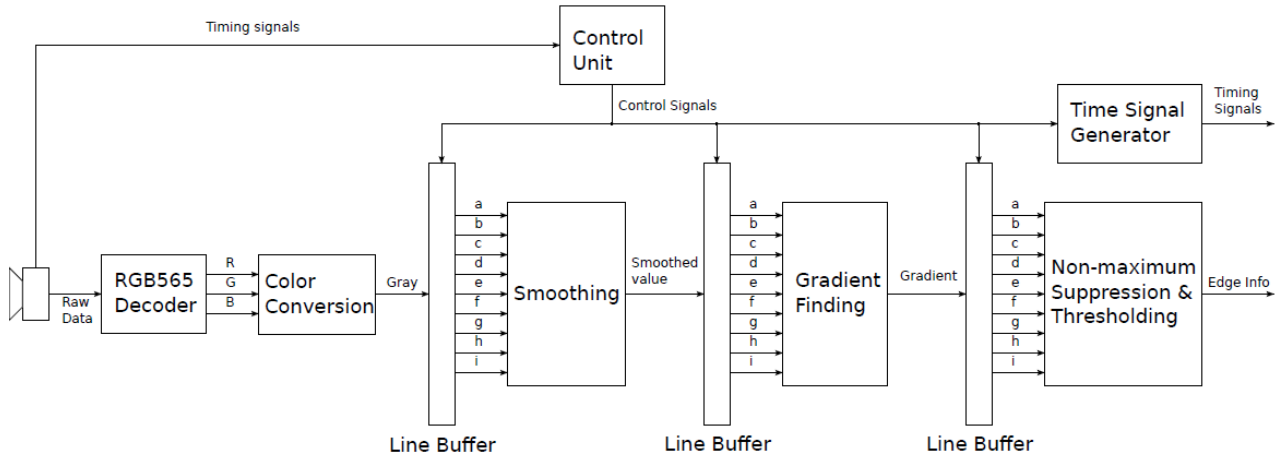 Timing signals
Control
Unit
Control Signals
Time Signal
Generator
Timing
Signals
Raw
Data
RGB565
Decoder
R
G
B
Color
Conversion
Gray
a
b
c
d
e
f
g
h
i
Line Buffer
Smoothing
Smoothed
value
a
b
c
d
e
f
g
h
i
Line Buffer
Gradient
Finding
Gradient
a
b
c
d
e
f
g
h
i
Line Buffer
Non-maximum
Suppression &
Thresholding
Edge Info